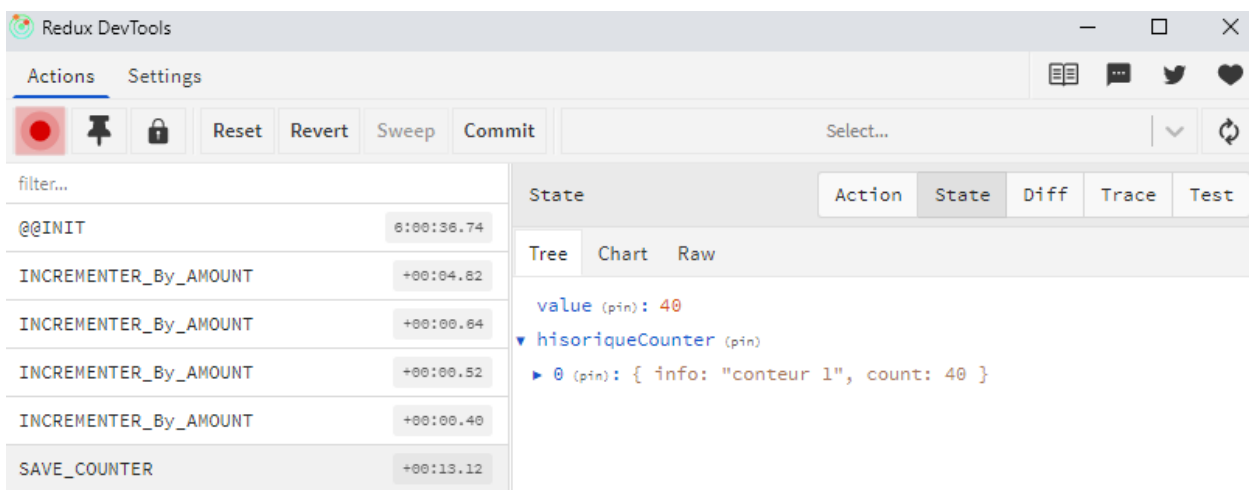 Redux DevTools
Actions Settings
Reset Revert Sweep Commit Select...
filter...
@@INIT 6:00:36.74
INCREMENTER_By_AMOUNT +00:04.82
INCREMENTER_By_AMOUNT +00:00.64
INCREMENTER_By_AMOUNT +00:00.52
INCREMENTER_By_AMOUNT +00:00.40
SAVE_COUNTER +00:13.12
State Action State Diff Trace Test
Tree Chart Raw
value (pin): 40
▼ hisoriqueCounter (pin)
▶ 0 (pin): { info: "conteur 1", count: 40 }